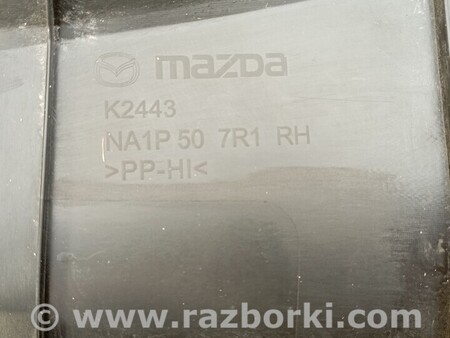 mazda
K2443
NA1P 50 7R1 RH
>PP-HI<
www.razborki.com